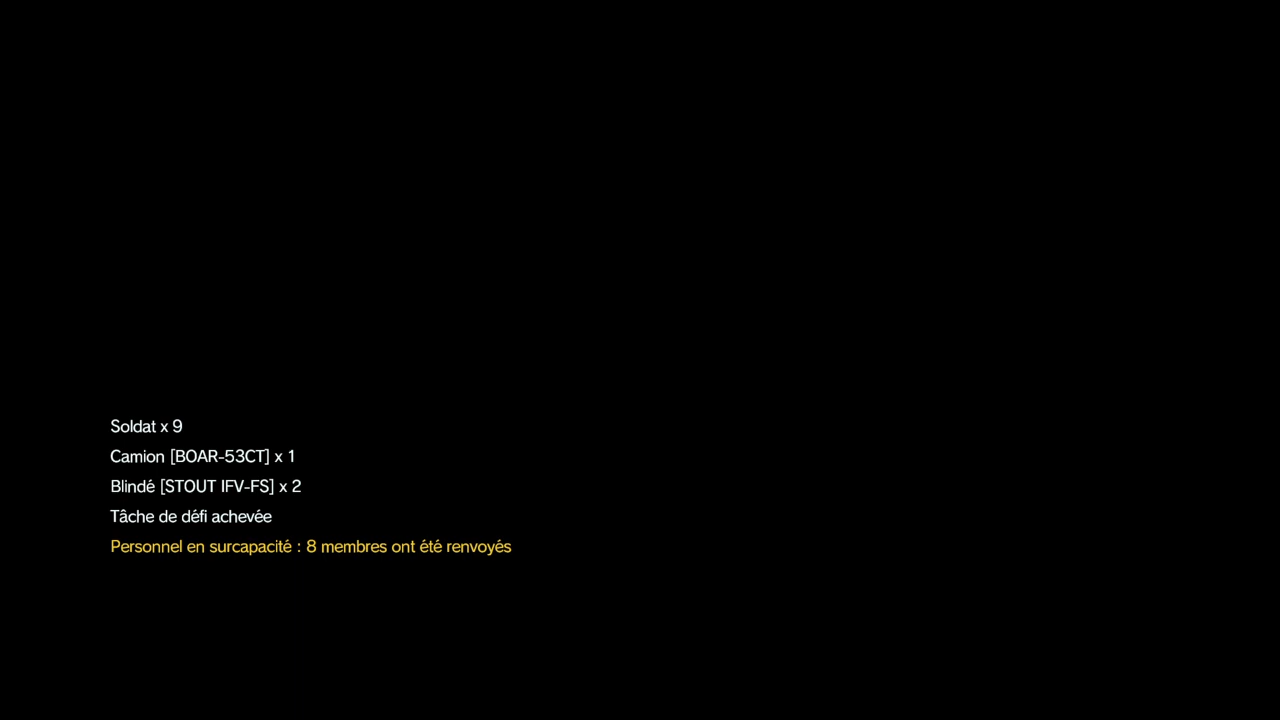 Soldat x 9
Camion [BOAR-53CT] x 1
Blindé [STOUT IFV-FS] x 2
Tâche de défi achevée
Personnel en surcapacité : 8 membres ont été renvoyés